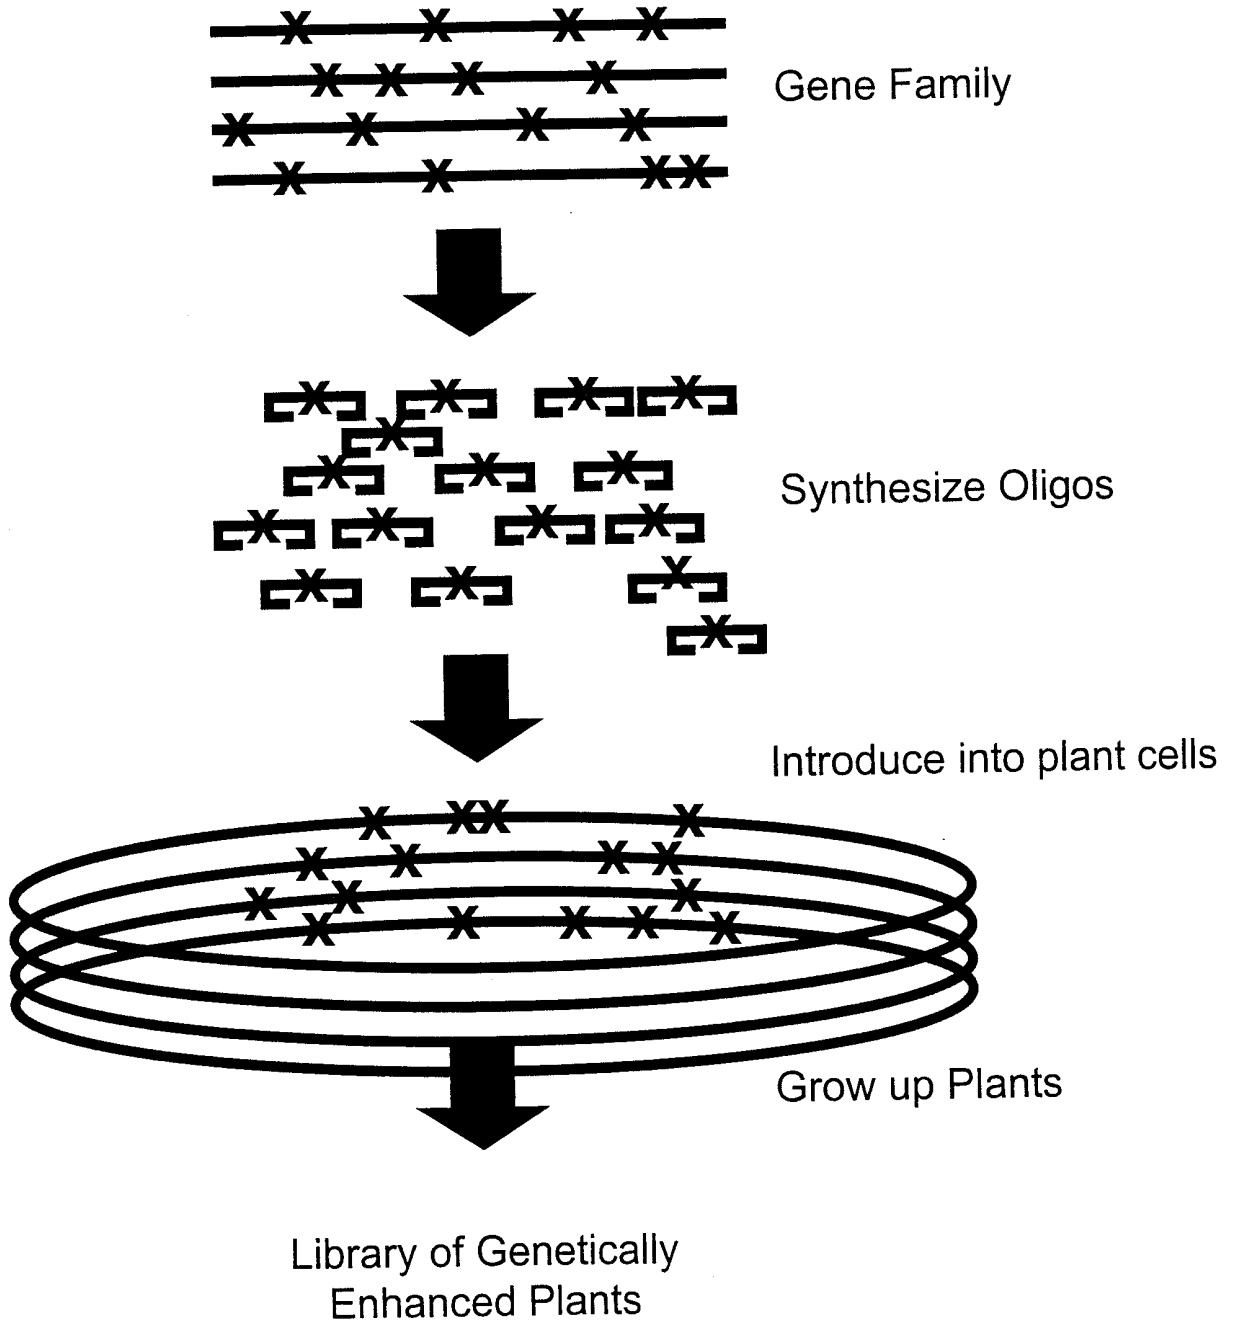 Gene Family
Synthesize Oligos
Introduce into plant cells
Grow up Plants
Library of Genetically
Enhanced Plants